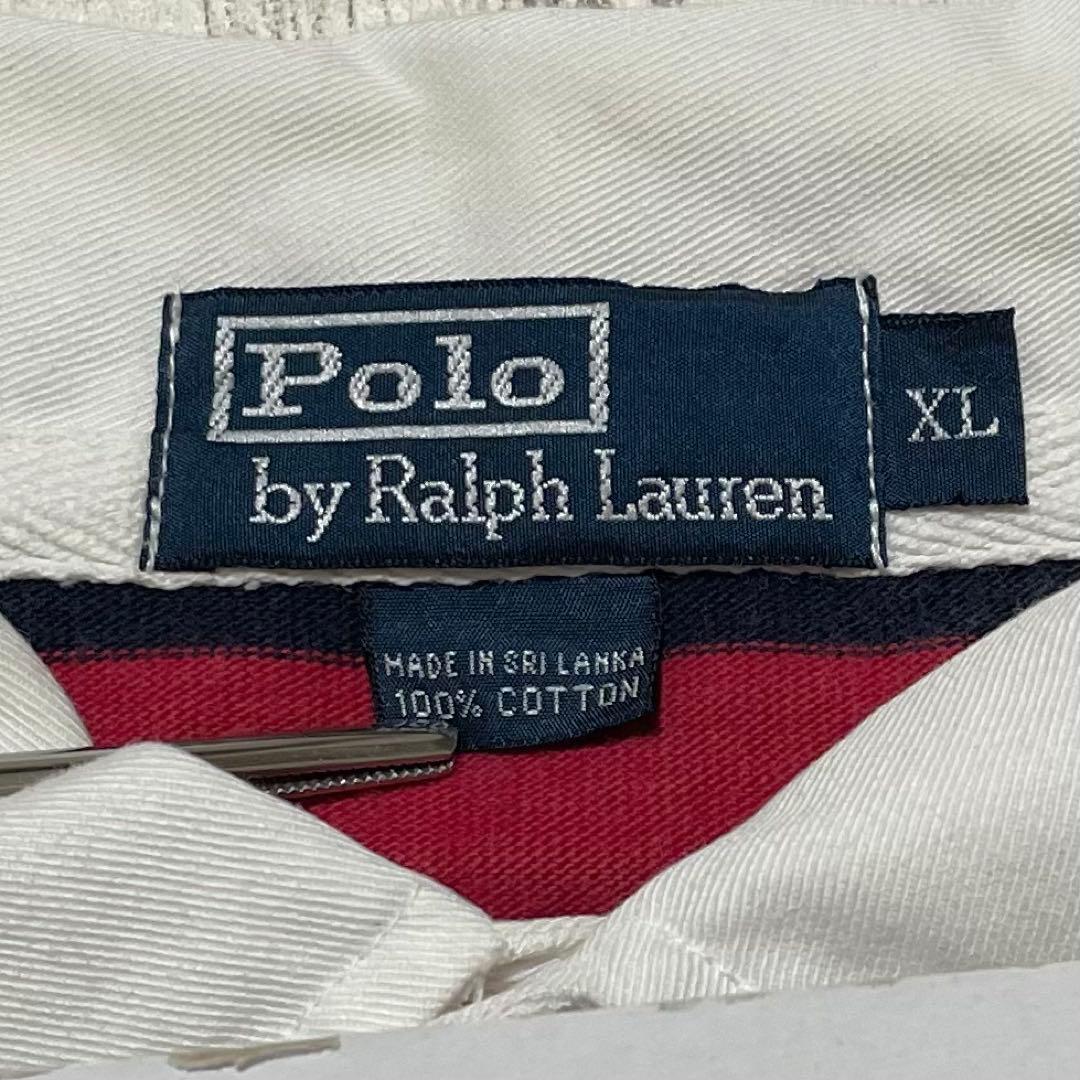 Polo
by Ralph Lauren
XL
MADE IN SRI LANKA
100% COTTON